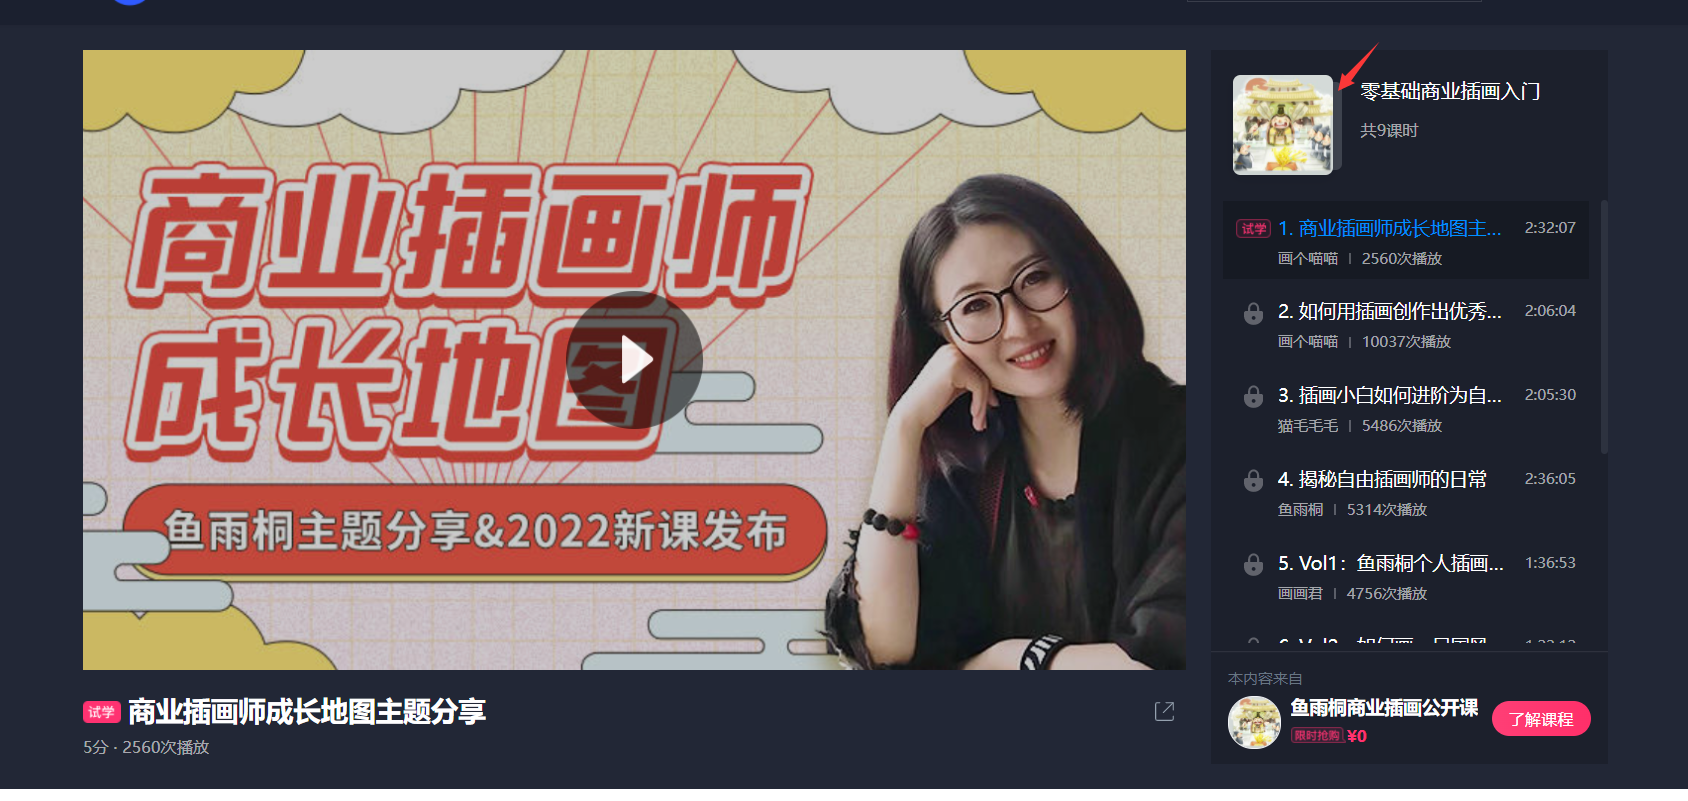 商业插画师
成长地图
鱼雨桐主题分享&2022新课发布
试学 商业插画师成长地图主题分享
5分 · 2560次播放
零基础商业插画入门
共9课时
试学 1. 商业插画师成长地图主... 2:32:07
画个喵喵 | 2560次播放
2. 如何用插画创作出优秀... 2:06:04
画个喵喵 | 10037次播放
3. 插画小白如何进阶为自... 2:05:30
猫毛毛毛 | 5486次播放
4. 揭秘自由插画师的日常 2:36:05
鱼雨桐 | 5314次播放
5. Vol1：鱼雨桐个人插画... 1:36:53
画画君 | 4756次播放
本内容来自
鱼雨桐商业插画公开课
限时抢购 ¥0
了解课程